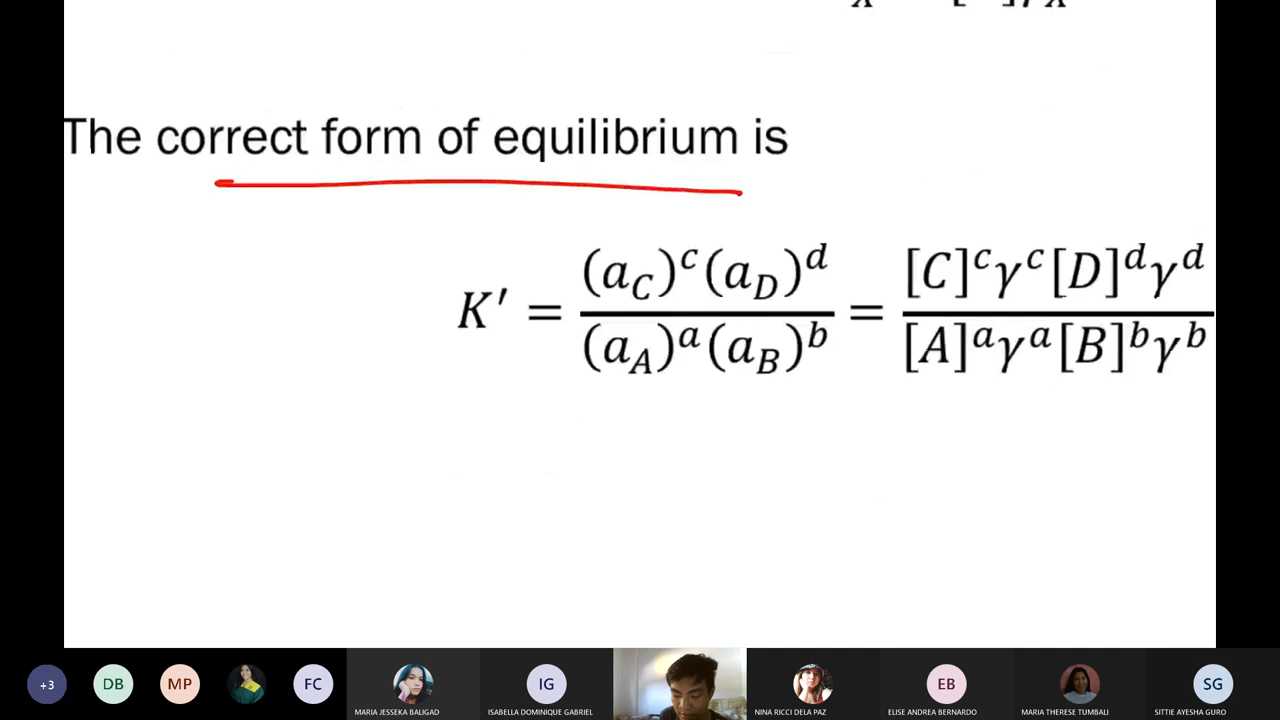 The correct form of equilibrium is
K′ = (a_C)^c (a_D)^d / (a_A)^a (a_B)^b = [C]^c γ^c [D]^d γ^d / [A]^a γ^a [B]^b γ^b
+3 DB MP FC IG EB SG
MARIA JESSEKA BALIGAD ISABELLA DOMINIQUE GABRIEL NINA RICCI DELA PAZ ELISE ANDREA BERNARDO MARIA THERESE TUMBALI SITTIE AYESHA GURO